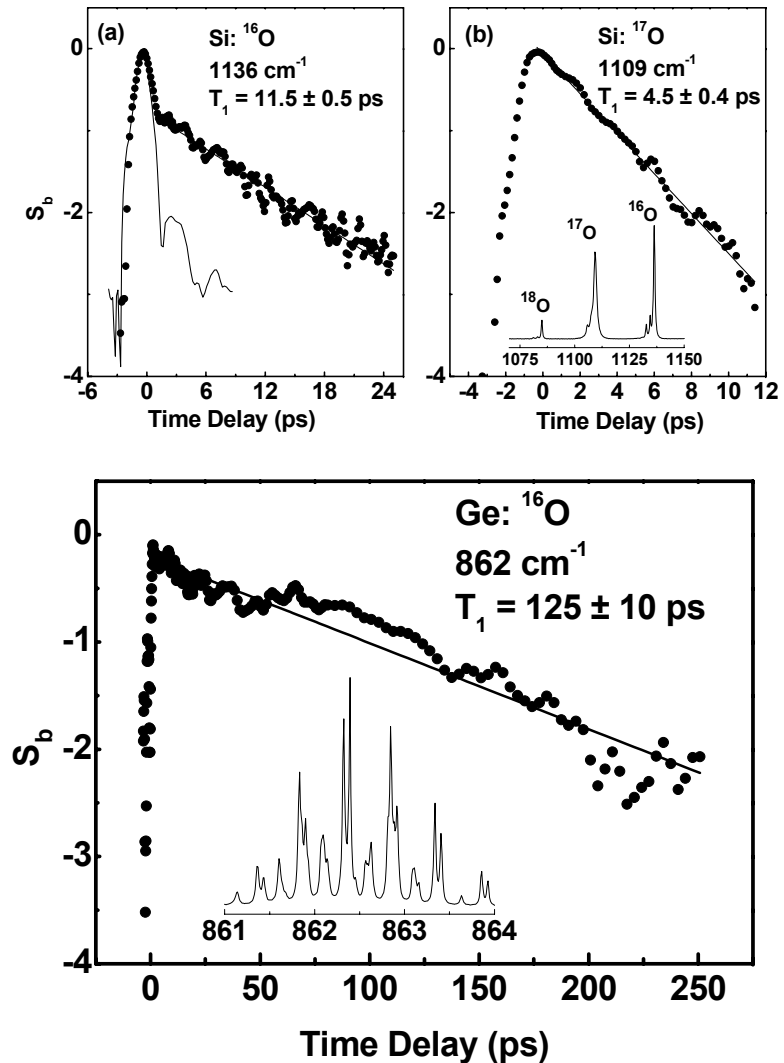 (a)
Si: ¹⁶O
1136 cm⁻¹
T₁ = 11.5 ± 0.5 ps
S_b
0
-1
-2
-4
-6 0 6 12 18 24
Time Delay (ps)
(b)
Si: ¹⁷O
1109 cm⁻¹
T₁ = 4.5 ± 0.4 ps
0
-1
-2
-4
¹⁸O
¹⁷O
¹⁶O
1075 1100 1125 1150
-4 -2 0 2 4 6 8 10 12
Time Delay (ps)
Ge: ¹⁶O
862 cm⁻¹
T₁ = 125 ± 10 ps
S_b
0
-1
-2
-3
-4
861 862 863 864
0 50 100 150 200 250
Time Delay (ps)